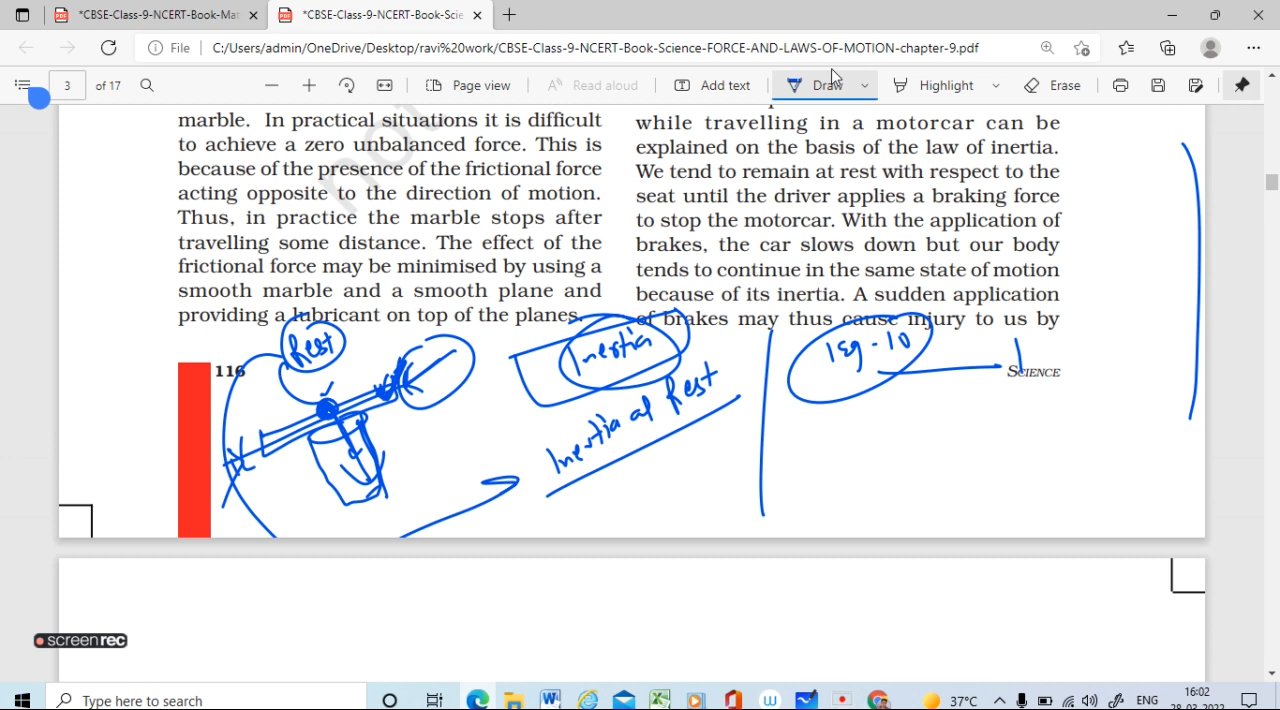 *CBSE-Class-9-NCERT-Book-Mat
*CBSE-Class-9-NCERT-Book-Scie
File
C:/Users/admin/OneDrive/Desktop/ravi%20work/CBSE-Class-9-NCERT-Book-Science-FORCE-AND-LAWS-OF-MOTION-chapter-9.pdf
3 of 17
Page view
Read aloud
Add text
Draw
Highlight
Erase
marble. In practical situations it is difficult
to achieve a zero unbalanced force. This is
because of the presence of the frictional force
acting opposite to the direction of motion.
Thus, in practice the marble stops after
travelling some distance. The effect of the
frictional force may be minimised by using a
smooth marble and a smooth plane and
providing a lubricant on top of the planes.
while travelling in a motorcar can be
explained on the basis of the law of inertia.
We tend to remain at rest with respect to the
seat until the driver applies a braking force
to stop the motorcar. With the application of
brakes, the car slows down but our body
tends to continue in the same state of motion
because of its inertia. A sudden application
of brakes may thus cause injury to us by
not
Rest
Inertia
Inertia of Rest
116
SCIENCE
screenrec
Type here to search
37°C
ENG
16:02
28-03-2022